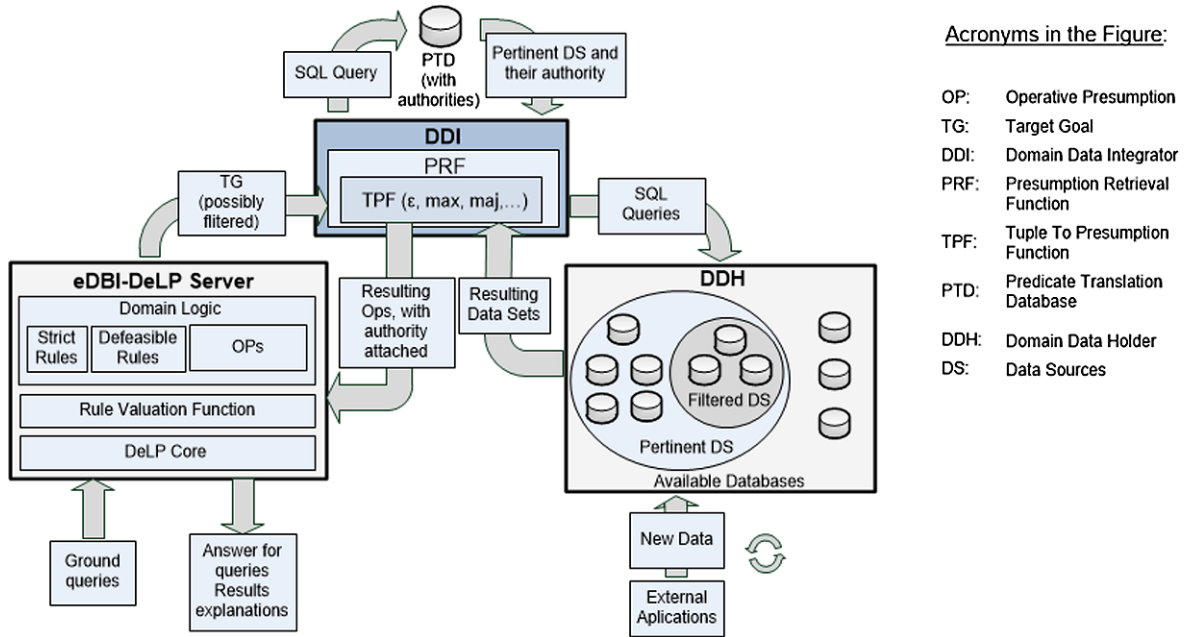 SQL Query
PTD
(with
authorities)
Pertinent DS and
their authority
DDI
PRF
TPF (ε, max, maj,…)
TG
(possibly
flitered)
SQL
Queries
eDBI-DeLP Server
Domain Logic
Strict
Rules
Defeasible
Rules
OPs
Rule Valuation Function
DeLP Core
Resulting
Ops, with
authority
attached
Resulting
Data Sets
DDH
Filtered DS
Pertinent DS
Available Databases
Ground
queries
Answer for
queries
Results
explanations
New Data
External
Aplications
Acronyms in the Figure:
OP: Operative Presumption
TG: Target Goal
DDI: Domain Data Integrator
PRF: Presumption Retrieval
Function
TPF: Tuple To Presumption
Function
PTD: Predicate Translation
Database
DDH: Domain Data Holder
DS: Data Sources